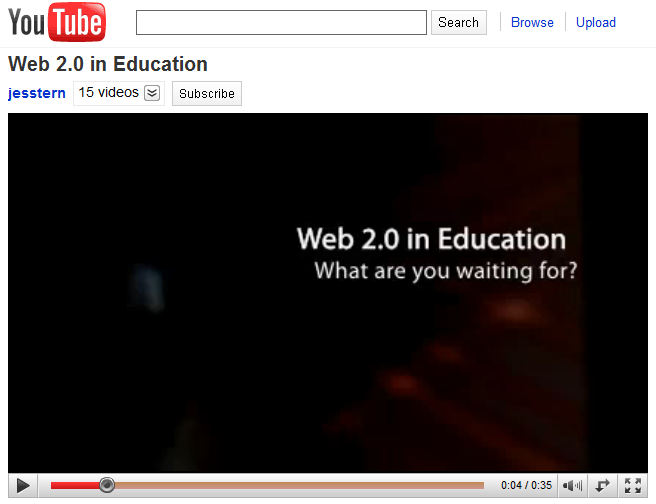 YouTube
Search
Browse
Upload
Web 2.0 in Education
jesstern
15 videos
Subscribe
Web 2.0 in Education
What are you waiting for?
0:04 / 0:35